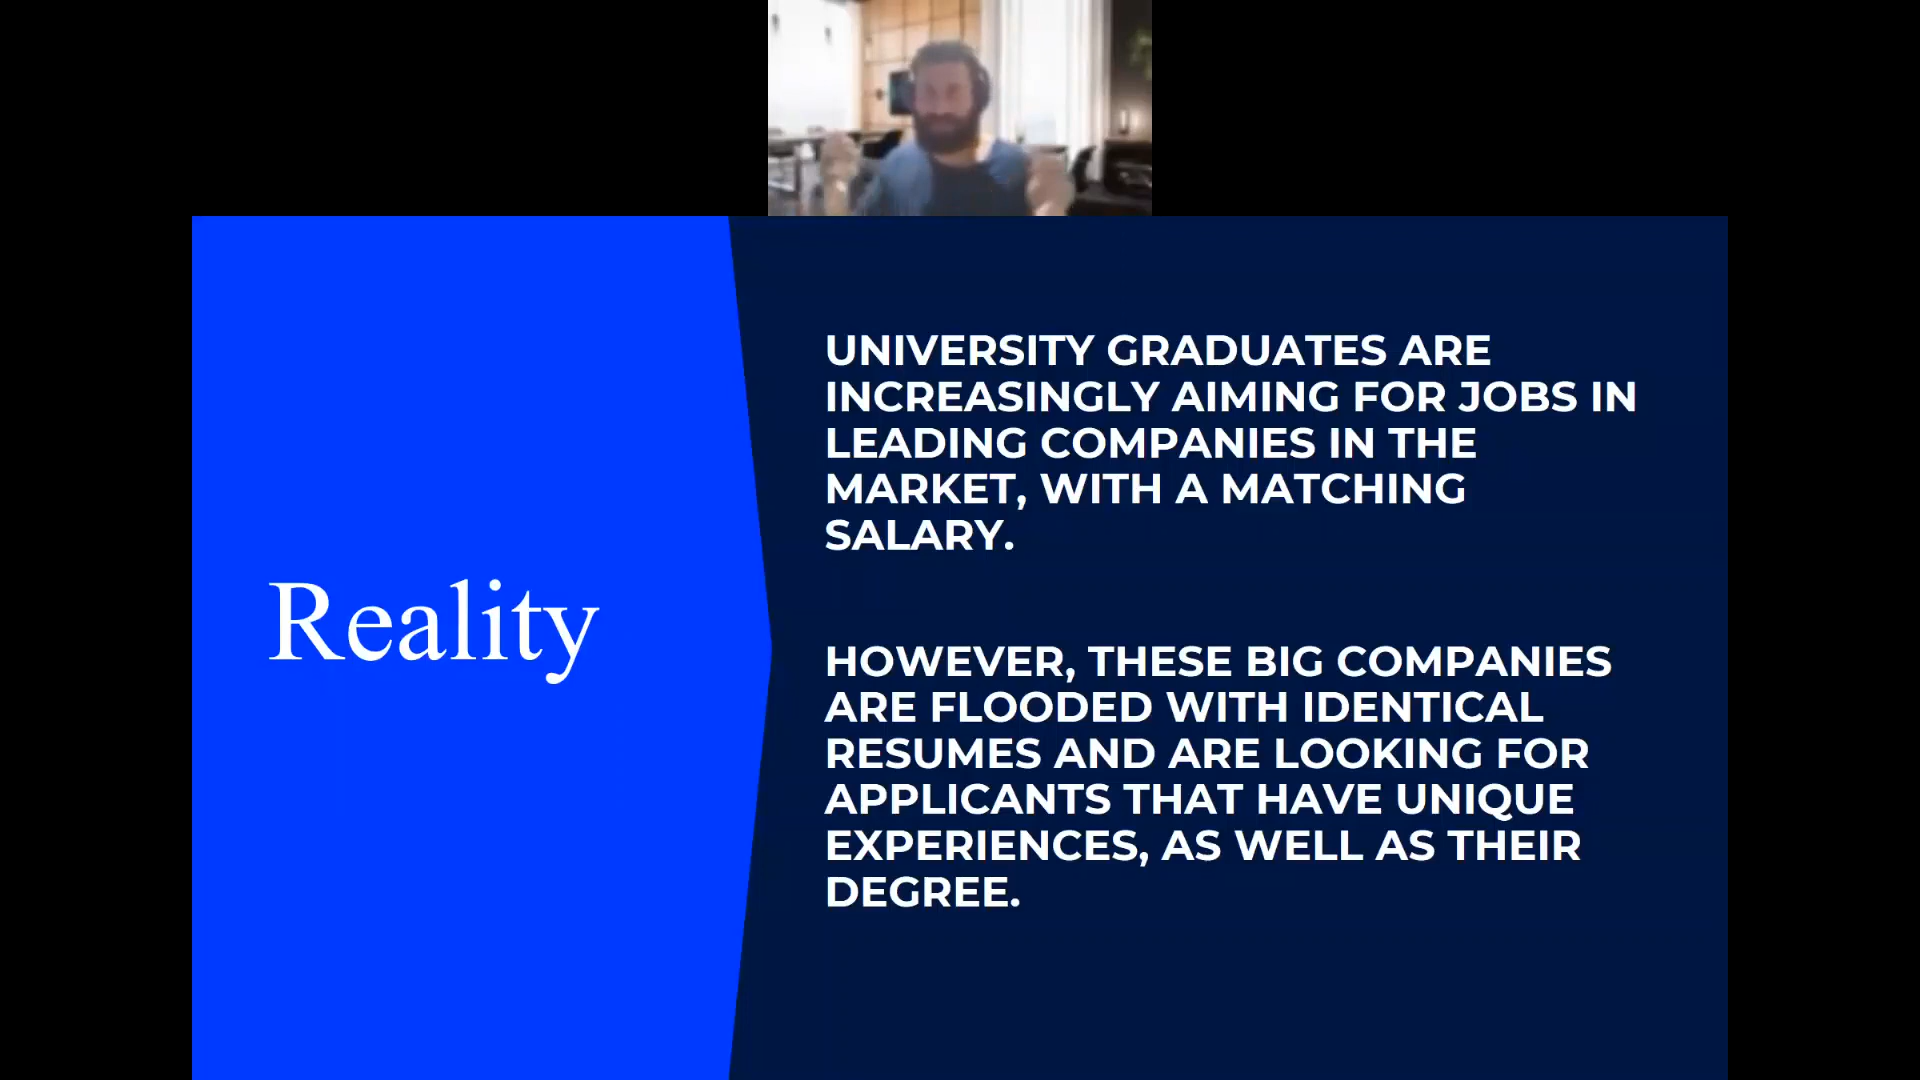 Reality
UNIVERSITY GRADUATES ARE
INCREASINGLY AIMING FOR JOBS IN
LEADING COMPANIES IN THE
MARKET, WITH A MATCHING
SALARY.
HOWEVER, THESE BIG COMPANIES
ARE FLOODED WITH IDENTICAL
RESUMES AND ARE LOOKING FOR
APPLICANTS THAT HAVE UNIQUE
EXPERIENCES, AS WELL AS THEIR
DEGREE.